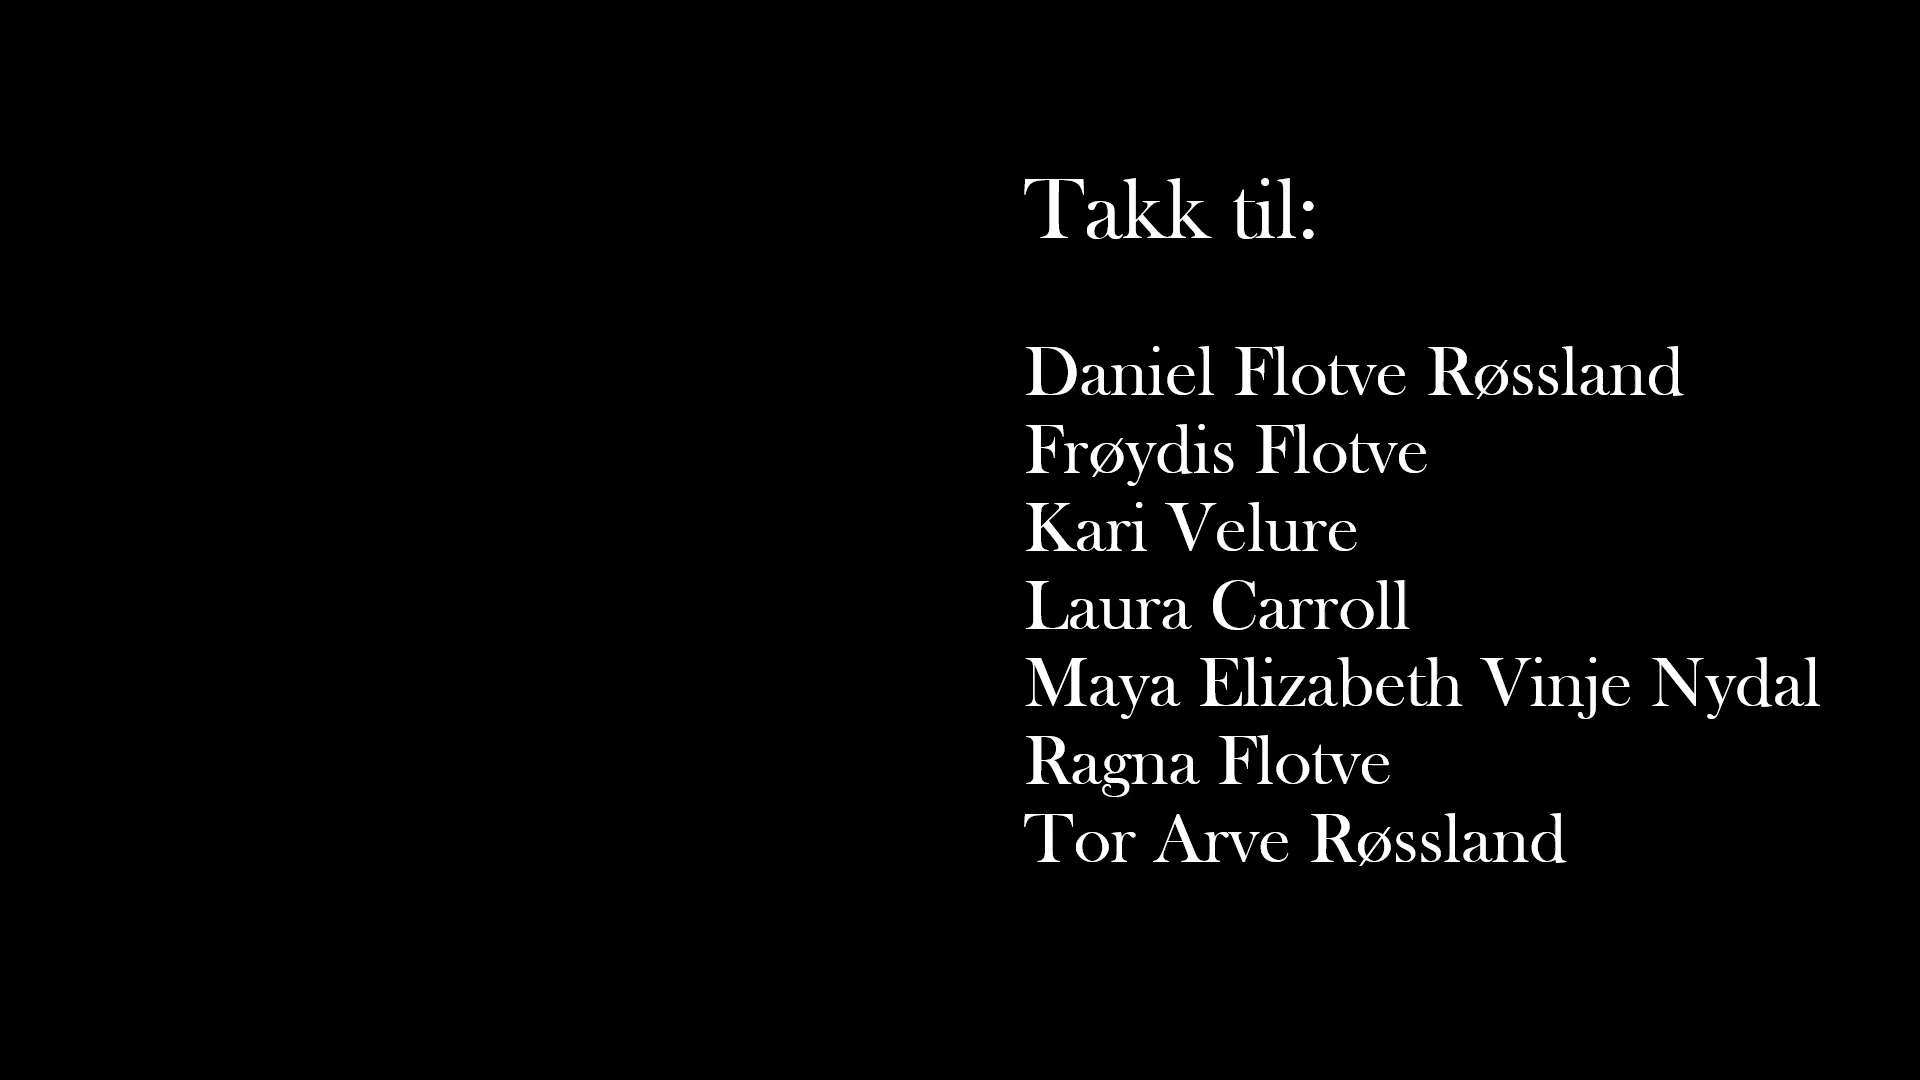 Takk til:
Daniel Flotve Røssland
Frøydis Flotve
Kari Velure
Laura Carroll
Maya Elizabeth Vinje Nydal
Ragna Flotve
Tor Arve Røssland